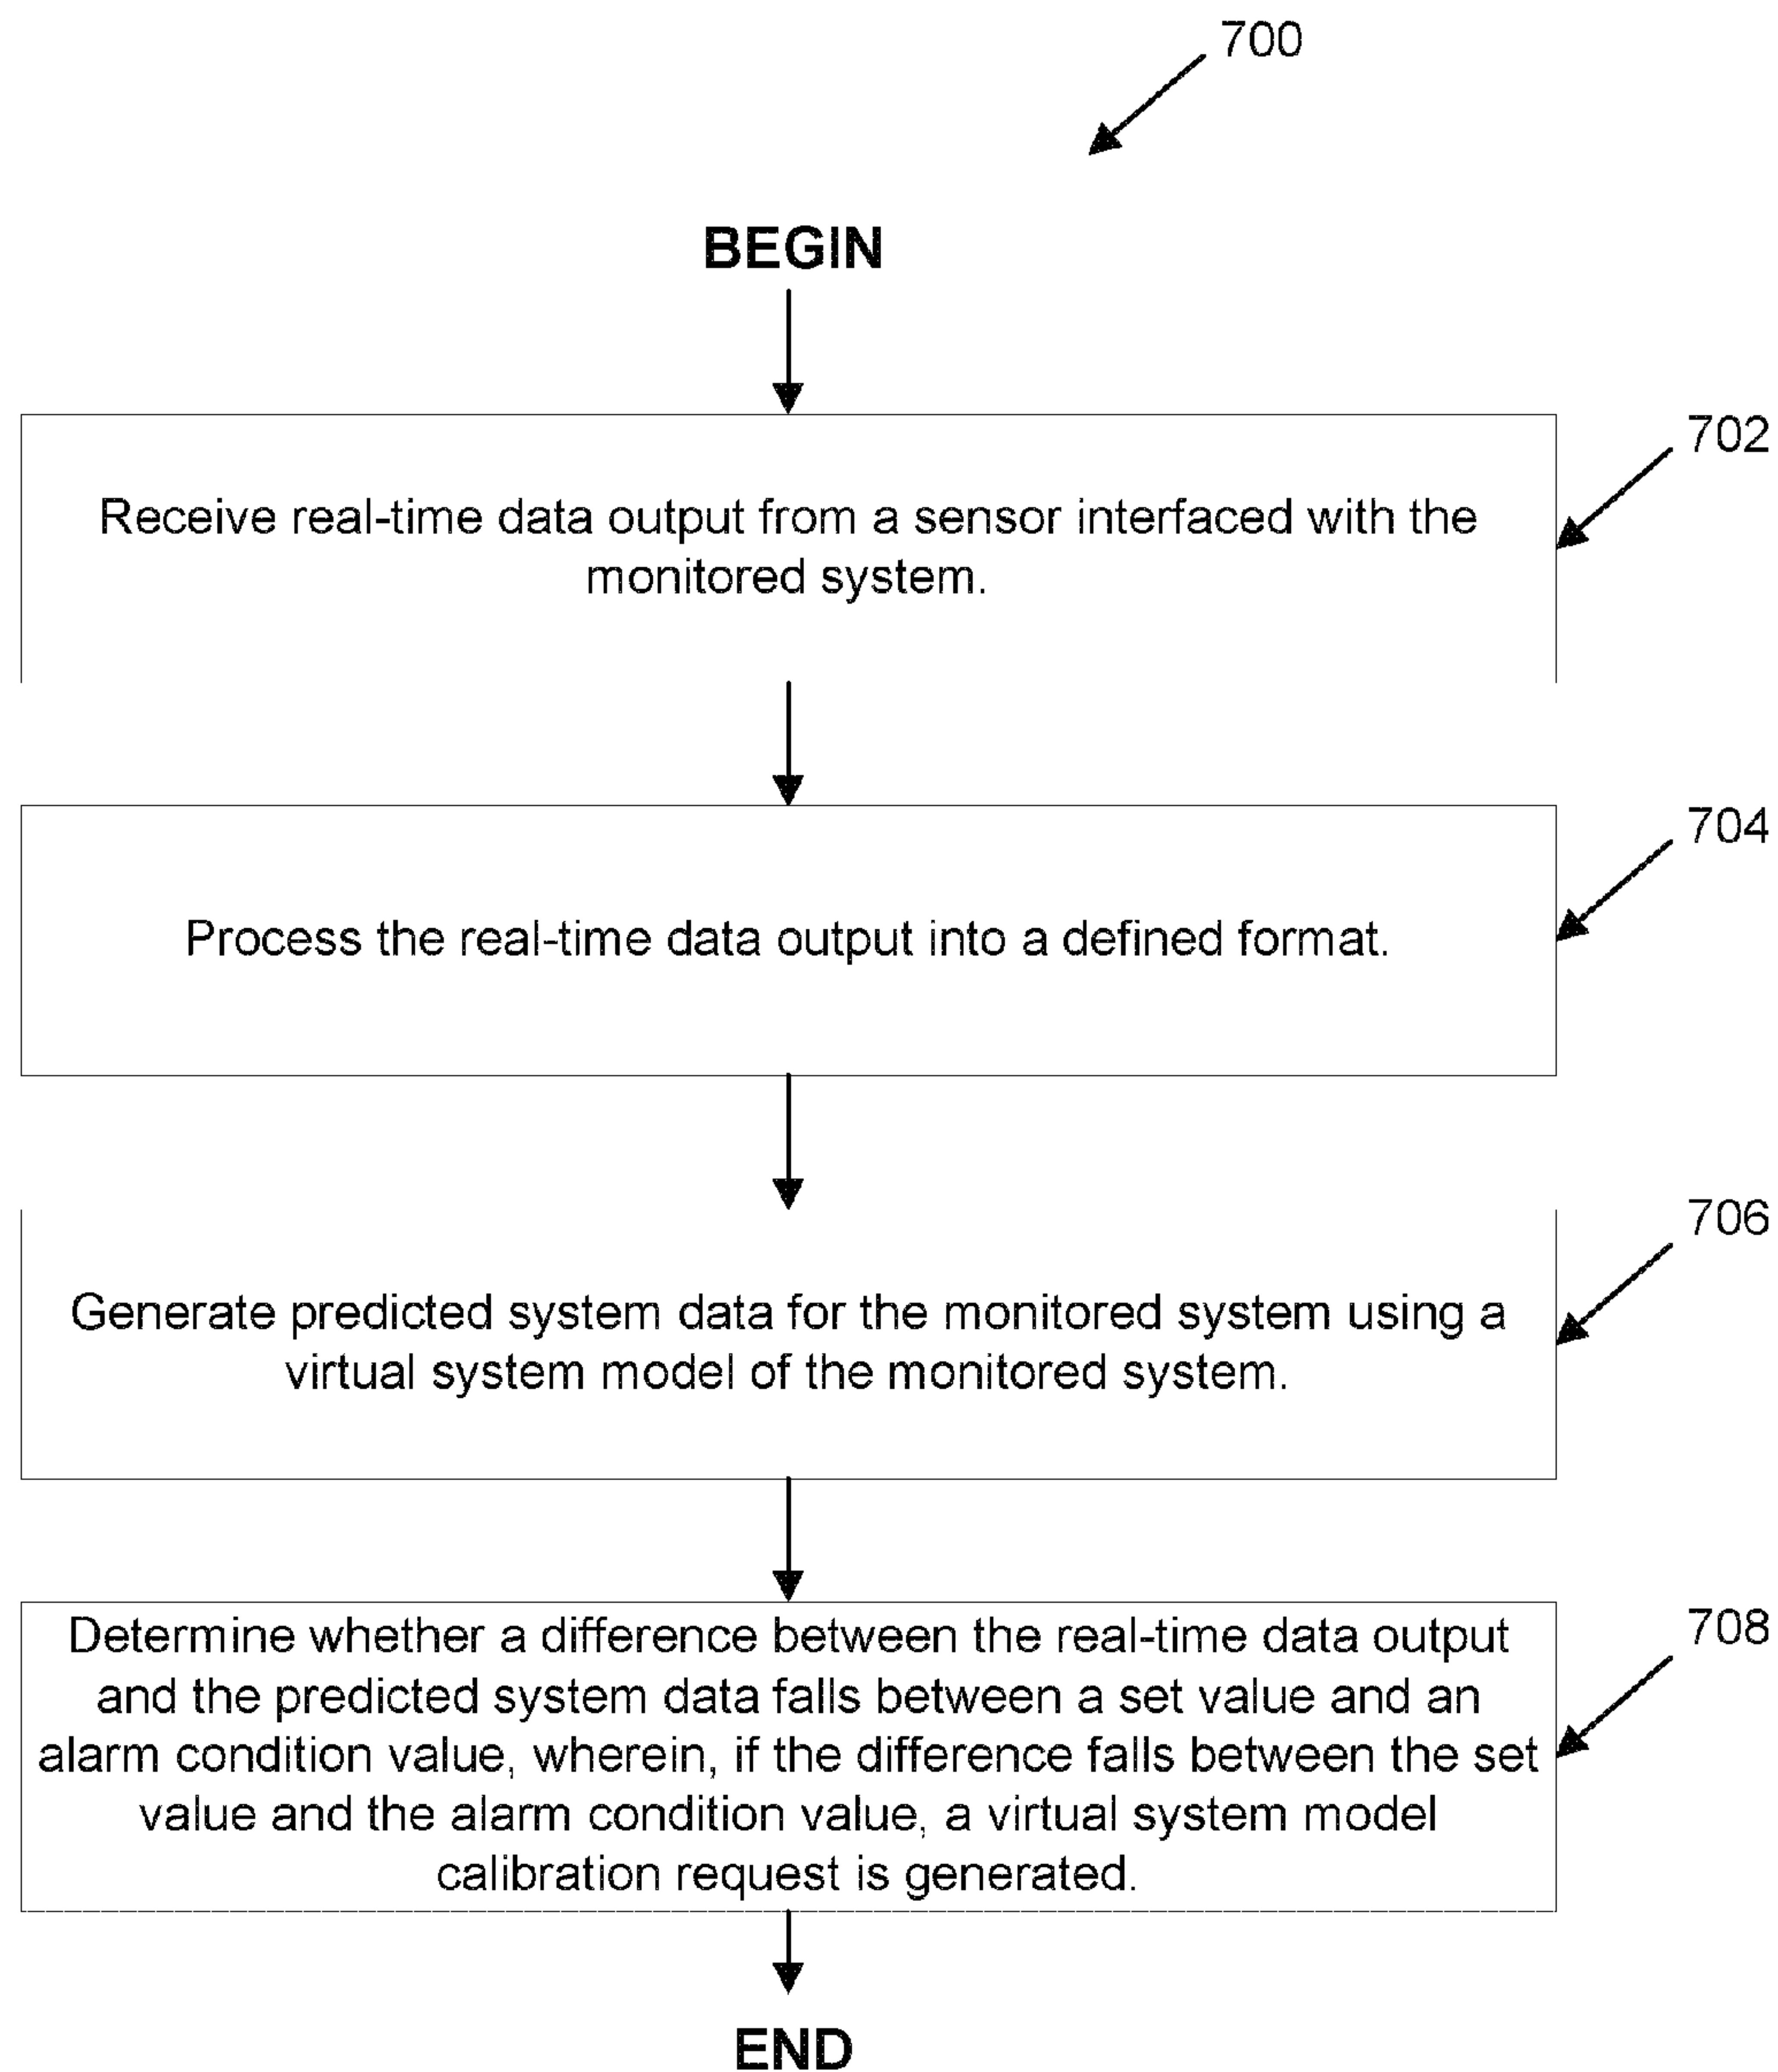 700
BEGIN
702
Receive real-time data output from a sensor interfaced with the
monitored system.
704
Process the real-time data output into a defined format.
706
Generate predicted system data for the monitored system using a
virtual system model of the monitored system.
708
Determine whether a difference between the real-time data output
and the predicted system data falls between a set value and an
alarm condition value, wherein, if the difference falls between the set
value and the alarm condition value, a virtual system model
calibration request is generated.
END